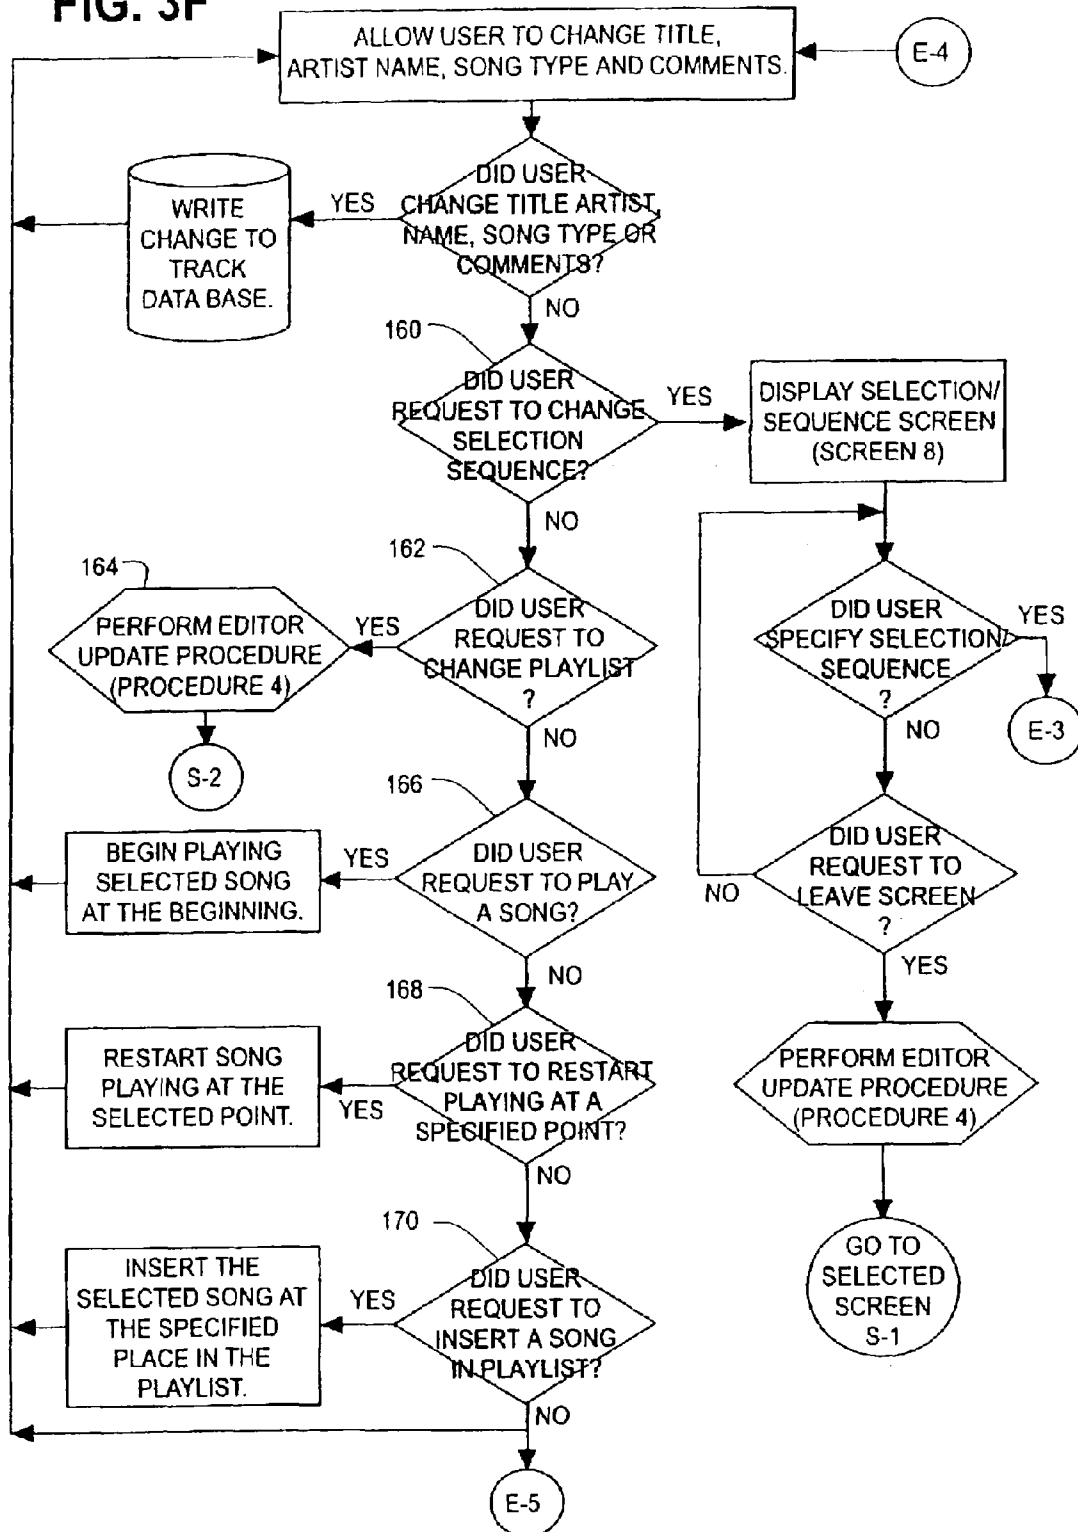 FIG. 3F
ALLOW USER TO CHANGE TITLE,
ARTIST NAME, SONG TYPE AND COMMENTS.
E-4
DID USER
CHANGE TITLE ARTIST,
NAME, SONG TYPE OR
COMMENTS?
YES
WRITE
CHANGE TO
TRACK
DATA BASE.
NO
160
DID USER
REQUEST TO CHANGE
SELECTION
SEQUENCE?
YES
DISPLAY SELECTION/
SEQUENCE SCREEN
(SCREEN 8)
NO
162
DID USER
REQUEST TO
CHANGE PLAYLIST
?
YES
164
PERFORM EDITOR
UPDATE PROCEDURE
(PROCEDURE 4)
S-2
NO
DID USER
SPECIFY SELECTION/
SEQUENCE
?
YES
E-3
NO
166
DID USER
REQUEST TO PLAY
A SONG?
YES
BEGIN PLAYING
SELECTED SONG
AT THE BEGINNING.
NO
DID USER
REQUEST TO
LEAVE SCREEN
?
NO
YES
168
DID USER
REQUEST TO RESTART
PLAYING AT A
SPECIFIED POINT?
YES
RESTART SONG
PLAYING AT THE
SELECTED POINT.
NO
PERFORM EDITOR
UPDATE PROCEDURE
(PROCEDURE 4)
170
DID USER
REQUEST TO
INSERT A SONG
IN PLAYLIST?
YES
INSERT THE
SELECTED SONG AT
THE SPECIFIED
PLACE IN THE
PLAYLIST.
NO
GO TO
SELECTED
SCREEN
S-1
E-5